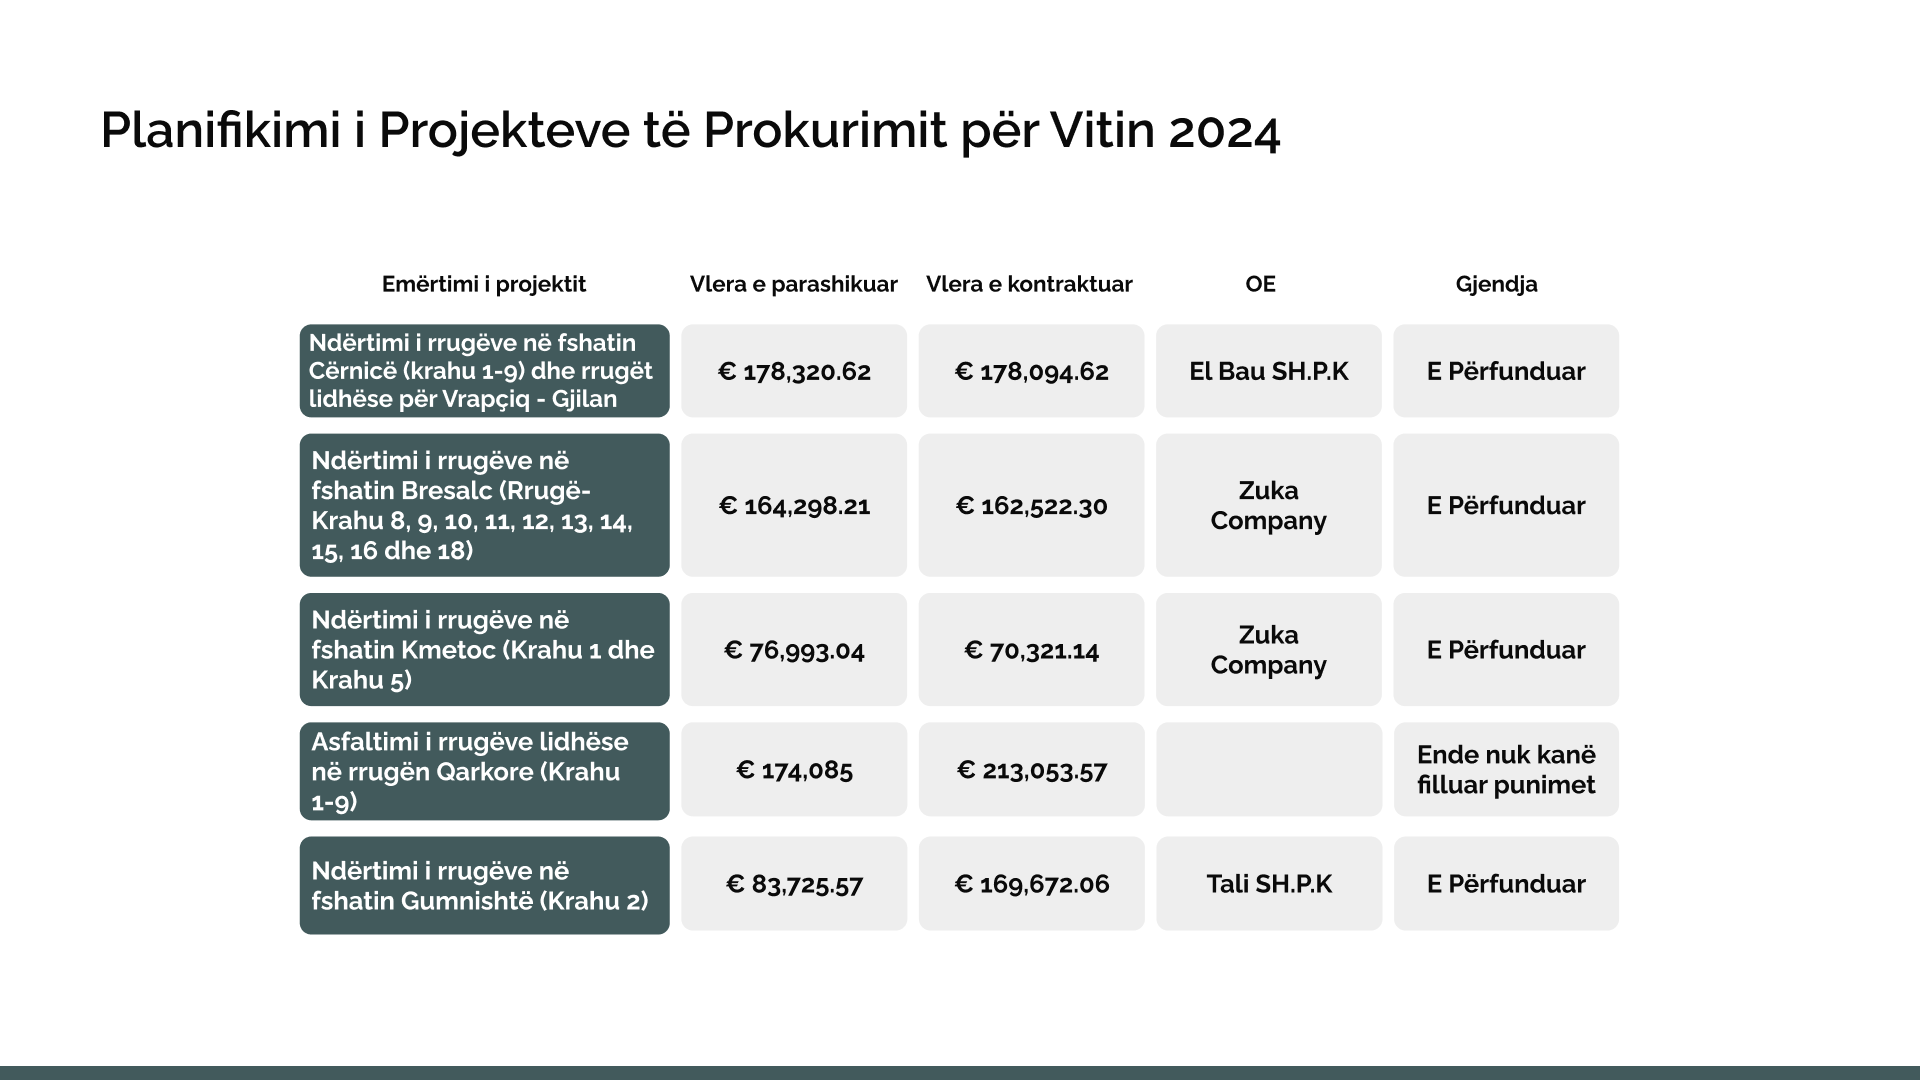 Planifikimi i Projekteve të Prokurimit për Vitin 2024
Emërtimi i projektit
Vlera e parashikuar
Vlera e kontraktuar
OE
Gjendja
Ndërtimi i rrugëve në fshatin
Cërnicë (krahu 1-9) dhe rrugët
lidhëse për Vrapçiq - Gjilan
€ 178,320.62
€ 178,094.62
El Bau SH.P.K
E Përfunduar
Ndërtimi i rrugëve në
fshatin Bresalc (Rrugë-
Krahu 8, 9, 10, 11, 12, 13, 14,
15, 16 dhe 18)
€ 164,298.21
€ 162,522.30
Zuka
Company
E Përfunduar
Ndërtimi i rrugëve në
fshatin Kmetoc (Krahu 1 dhe
Krahu 5)
€ 76,993.04
€ 70,321.14
Zuka
Company
E Përfunduar
Asfaltimi i rrugëve lidhëse
në rrugën Qarkore (Krahu
1-9)
€ 174,085
€ 213,053.57
Ende nuk kanë
filluar punimet
Ndërtimi i rrugëve në
fshatin Gumnishtë (Krahu 2)
€ 83,725.57
€ 169,672.06
Tali SH.P.K
E Përfunduar